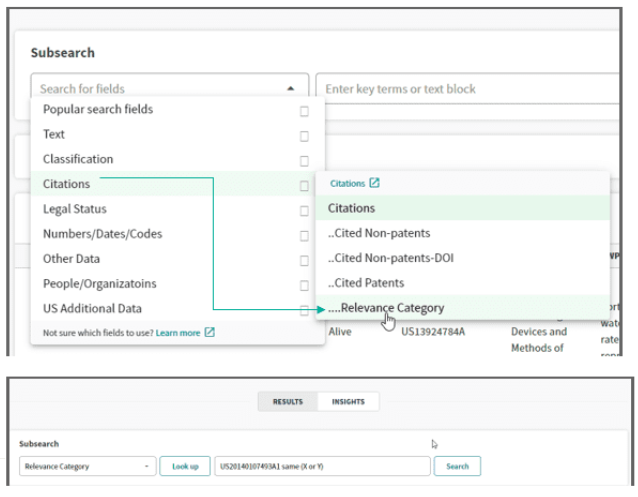 Subsearch
Search for fields
Enter key terms or text block
Popular search fields
Text
Classification
Citations
Legal Status
Numbers/Dates/Codes
Other Data
People/Organizatoins
US Additional Data
Not sure which fields to use? Learn more
Citations
Citations
..Cited Non-patents
..Cited Non-patents-DOI
..Cited Patents
....Relevance Category
Alive US13924784A Devices and
Methods of
RESULTS INSIGHTS
Subsearch
Relevance Category Look up US20140107493A1 same (X or Y) Search